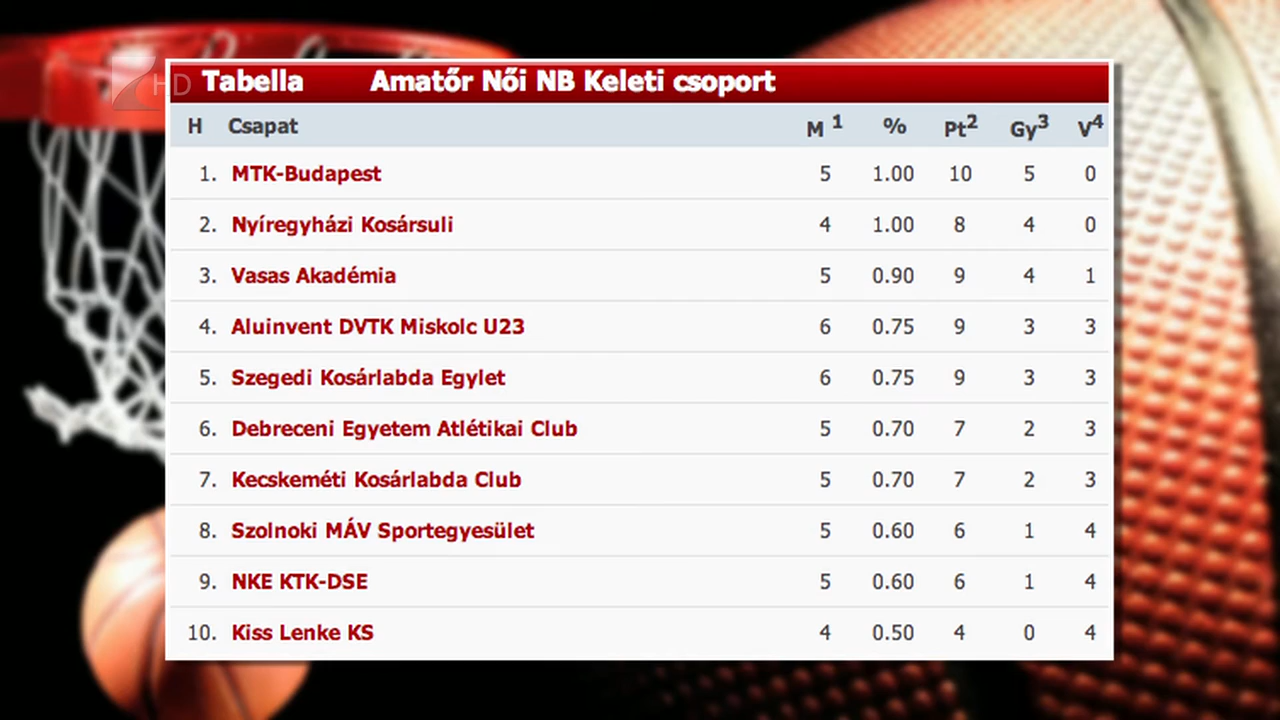 HD
Tabella Amatőr Női NB Keleti csoport
H Csapat M 1 % Pt2 Gy3 V4
1. MTK-Budapest 5 1.00 10 5 0
2. Nyíregyházi Kosársuli 4 1.00 8 4 0
3. Vasas Akadémia 5 0.90 9 4 1
4. Aluinvent DVTK Miskolc U23 6 0.75 9 3 3
5. Szegedi Kosárlabda Egylet 6 0.75 9 3 3
6. Debreceni Egyetem Atlétikai Club 5 0.70 7 2 3
7. Kecskeméti Kosárlabda Club 5 0.70 7 2 3
8. Szolnoki MÁV Sportegyesület 5 0.60 6 1 4
9. NKE KTK-DSE 5 0.60 6 1 4
10. Kiss Lenke KS 4 0.50 4 0 4